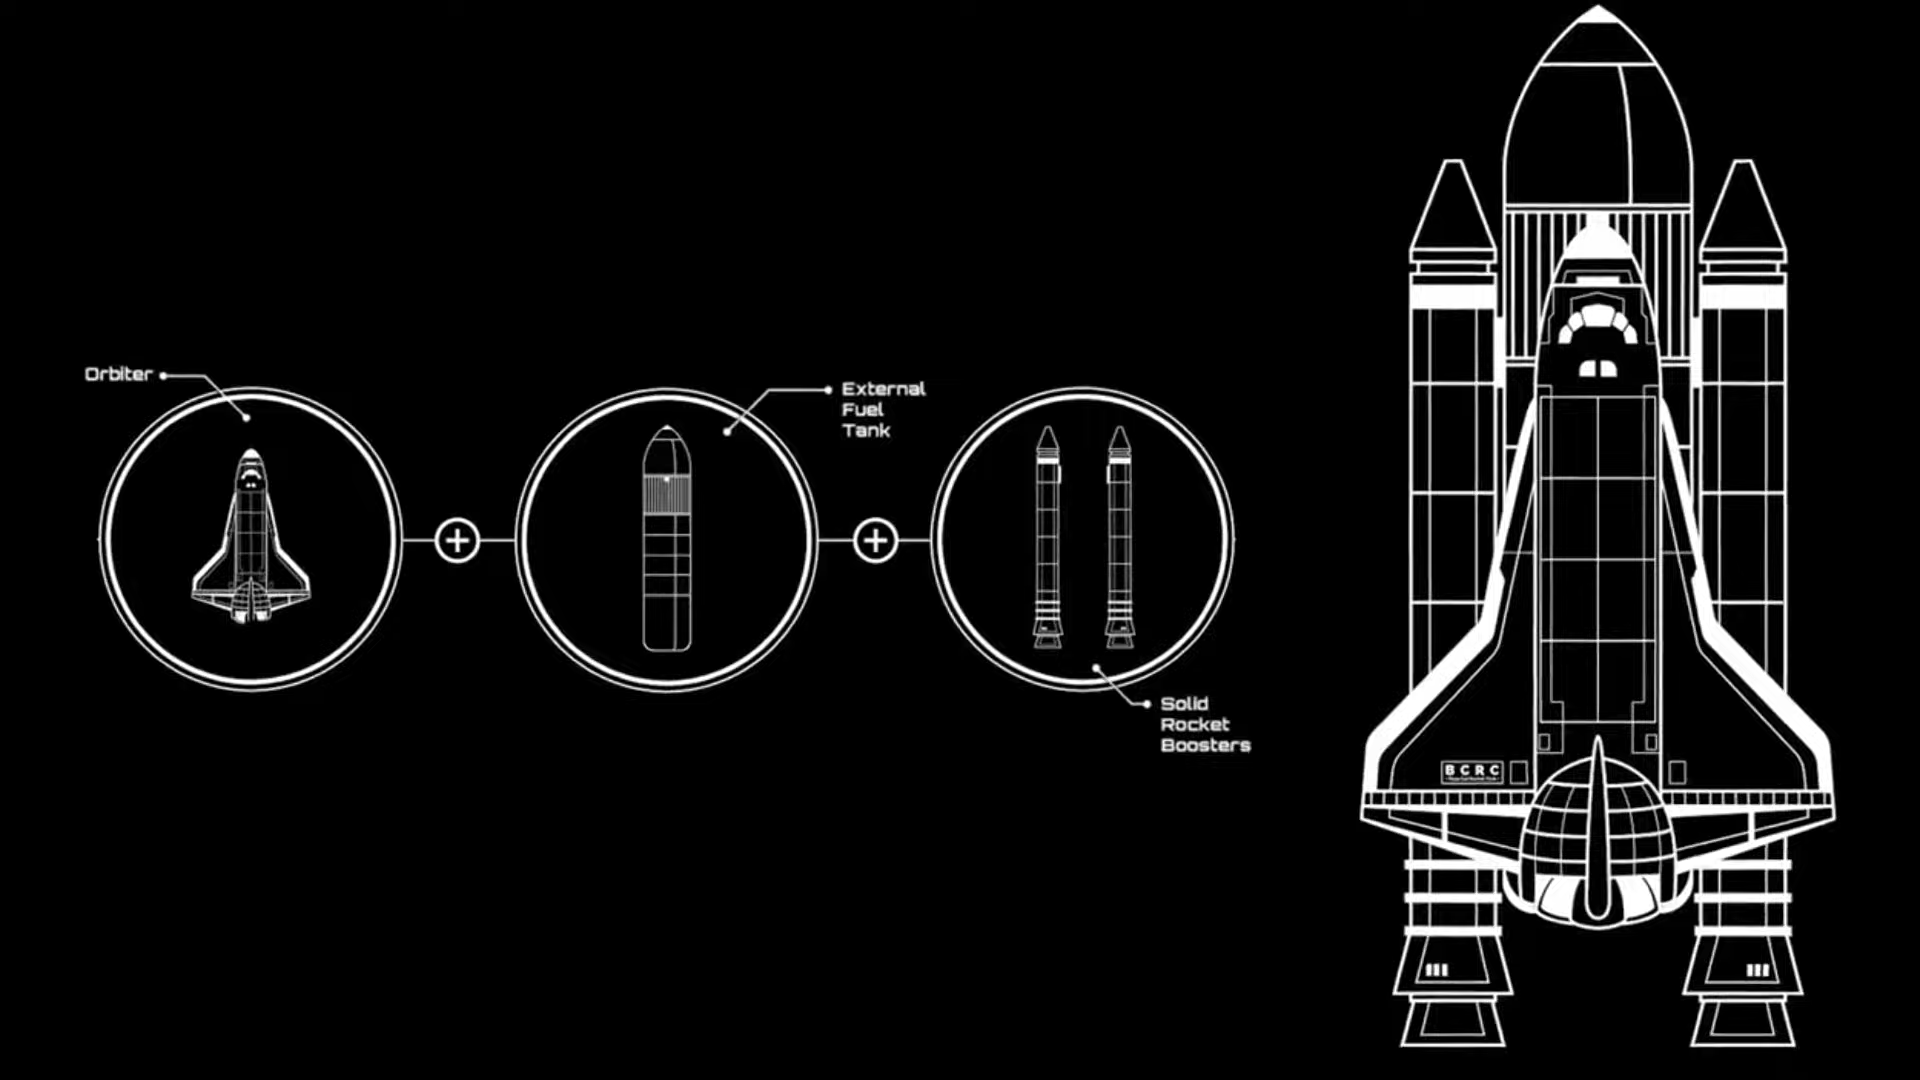 Orbiter
External
Fuel
Tank
Solid
Rocket
Boosters
BCRC